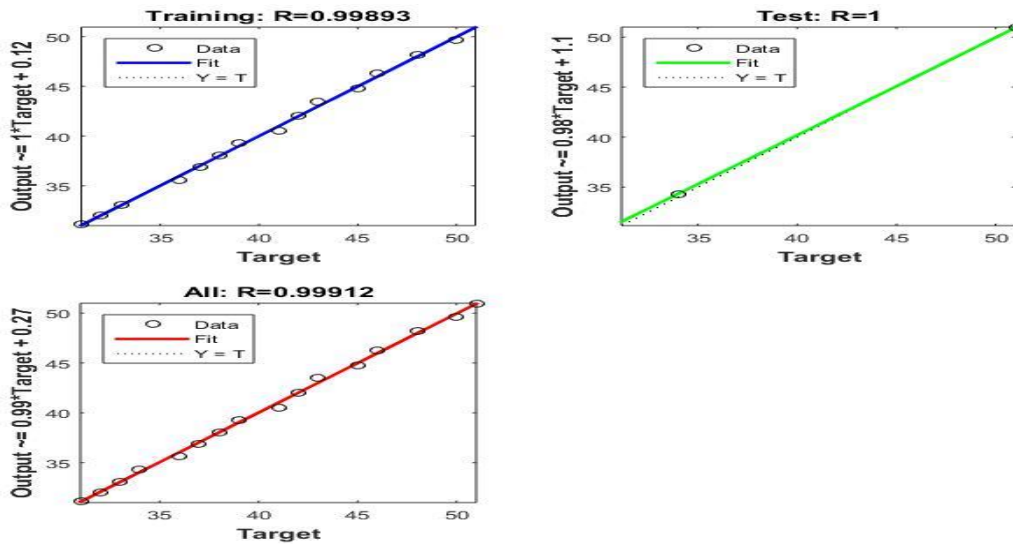 Training: R=0.99893
Output ~= 1*Target + 0.12
50
45
40
35
Data
Fit
Y = T
35
40
45
50
Target
Test: R=1
Output ~= 0.98*Target + 1.1
50
45
40
35
Data
Fit
Y = T
35
40
45
50
Target
All: R=0.99912
Output ~= 0.99*Target + 0.27
50
45
40
35
Data
Fit
Y = T
35
40
45
50
Target